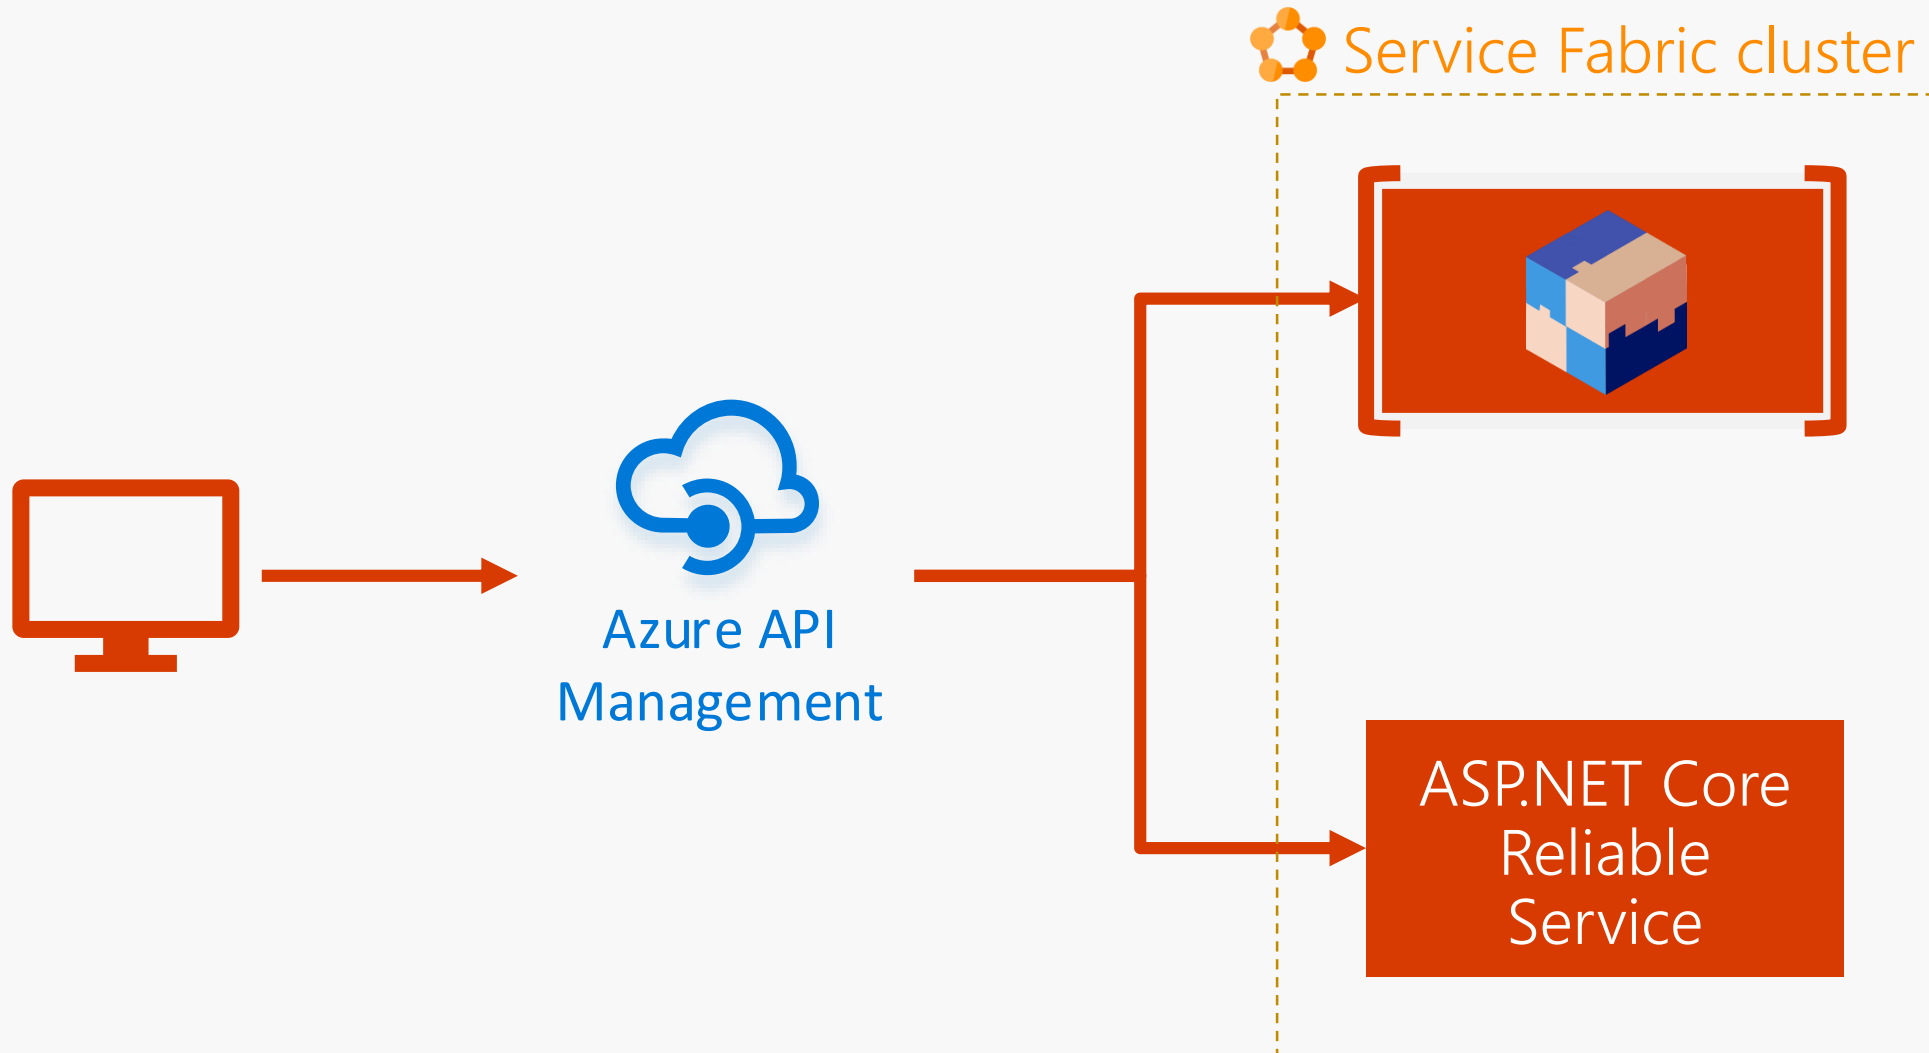 Service Fabric cluster
Azure API
Management
ASP.NET Core
Reliable
Service